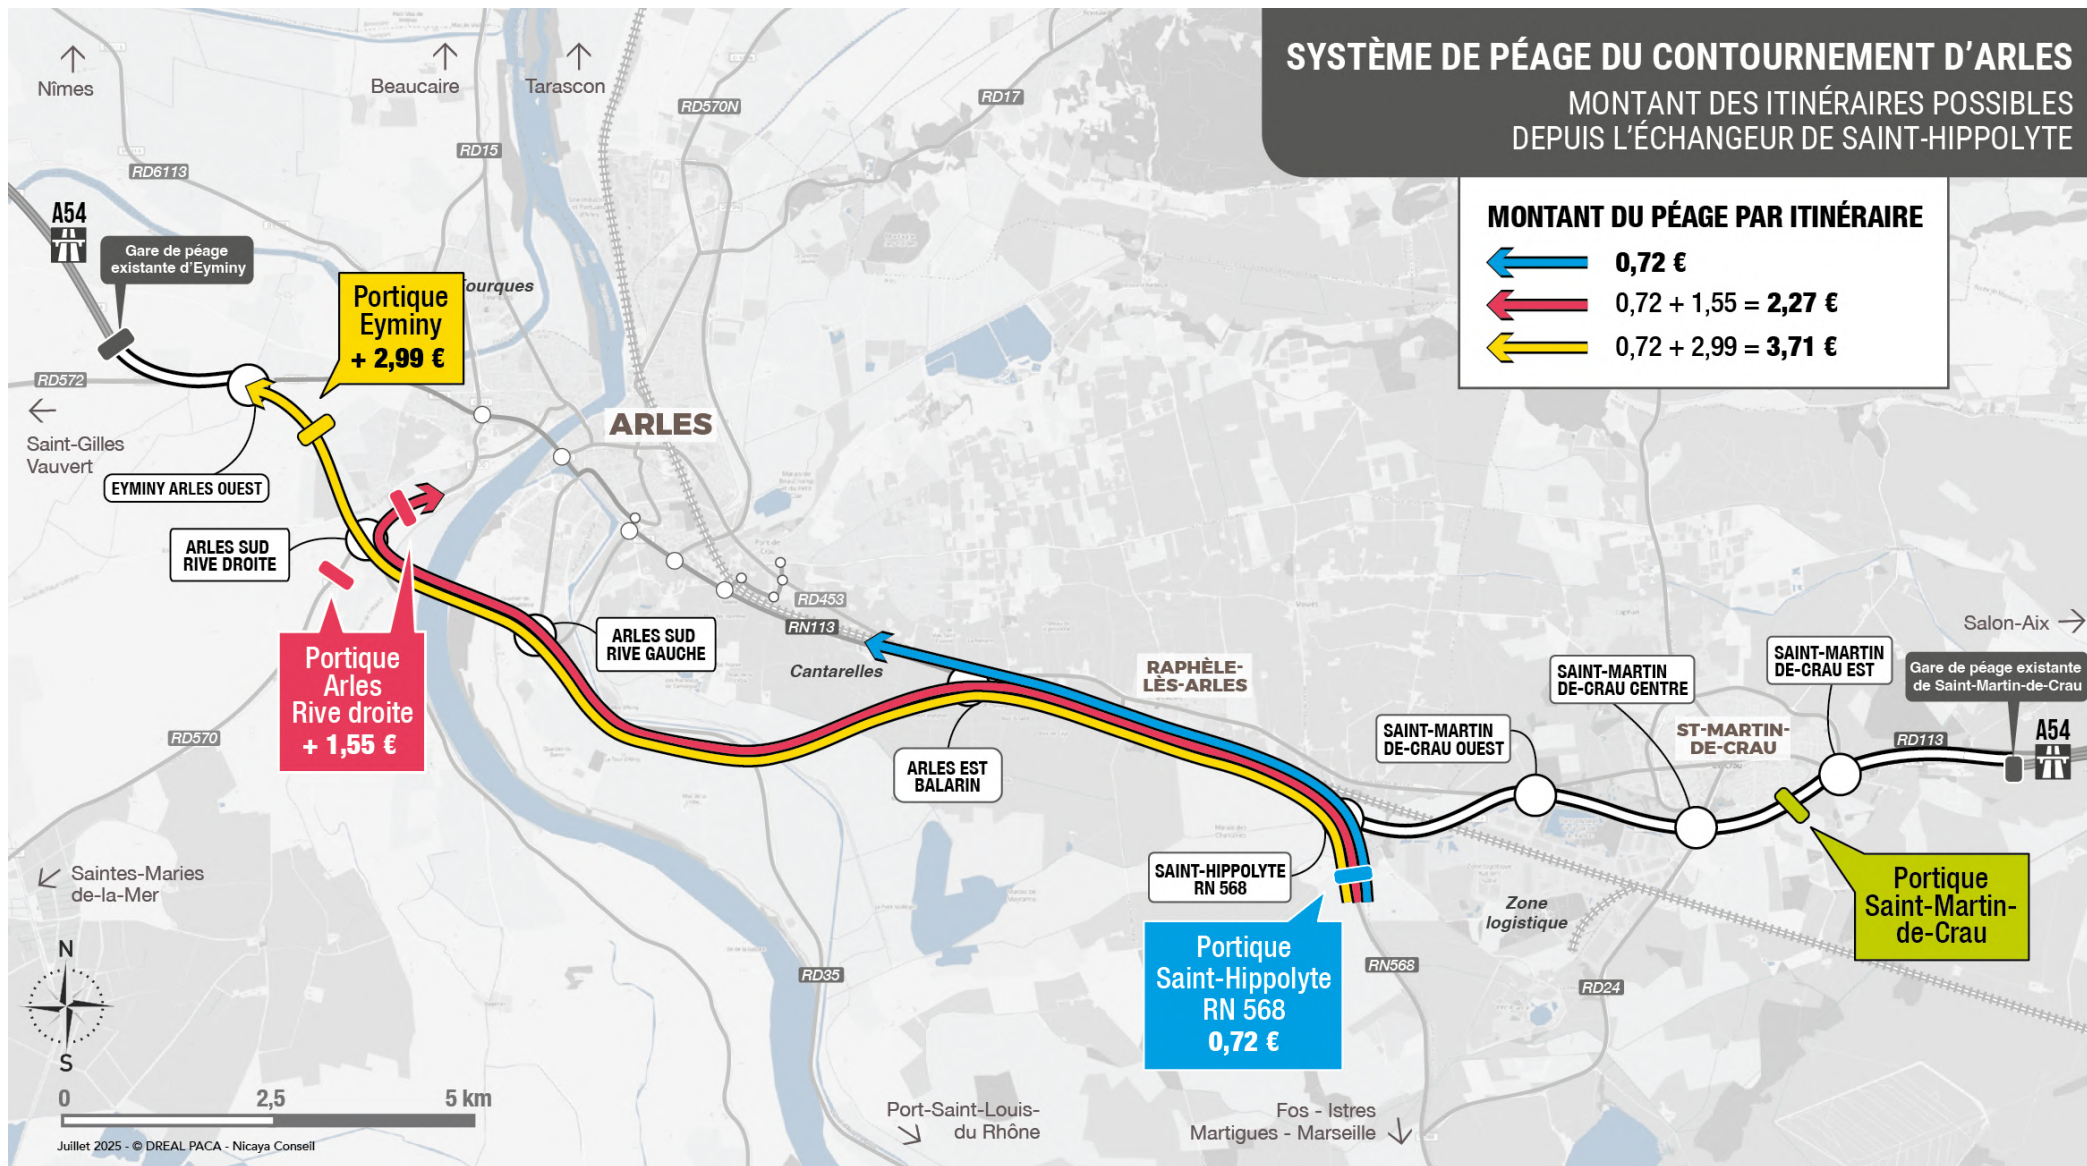 SYSTÈME DE PÉAGE DU CONTOURNEMENT D'ARLES
MONTANT DES ITINÉRAIRES POSSIBLES
DEPUIS L'ÉCHANGEUR DE SAINT-HIPPOLYTE
MONTANT DU PÉAGE PAR ITINÉRAIRE
0,72 €
0,72 + 1,55 = 2,27 €
0,72 + 2,99 = 3,71 €
Nîmes
Beaucaire
Tarascon
RD570N
RD17
RD15
RD6113
A54
Gare de péage
existante d'Eyminy
Portique
Eyminy
+ 2,99 €
RD572
Saint-Gilles
Vauvert
ARLES
EYMINY ARLES OUEST
ARLES SUD
RIVE DROITE
Portique
Arles
Rive droite
+ 1,55 €
RD570
ARLES SUD
RIVE GAUCHE
RD453
RN113
Cantarelles
RAPHÈLE-
LÈS-ARLES
ARLES EST
BALARIN
SAINT-MARTIN
DE-CRAU OUEST
SAINT-MARTIN
DE-CRAU CENTRE
SAINT-MARTIN
DE-CRAU EST
ST-MARTIN-
DE-CRAU
Salon-Aix
Gare de péage existante
de Saint-Martin-de-Crau
RD113
A54
SAINT-HIPPOLYTE
RN 568
Portique
Saint-Hippolyte
RN 568
0,72 €
Zone
logistique
Portique
Saint-Martin-
de-Crau
RN568
RD24
RD35
Saintes-Maries
de-la-Mer
N
S
0 2,5 5 km
Port-Saint-Louis-
du Rhône
Fos - Istres
Martigues - Marseille
Juillet 2025 - © DREAL PACA - Nicaya Conseil